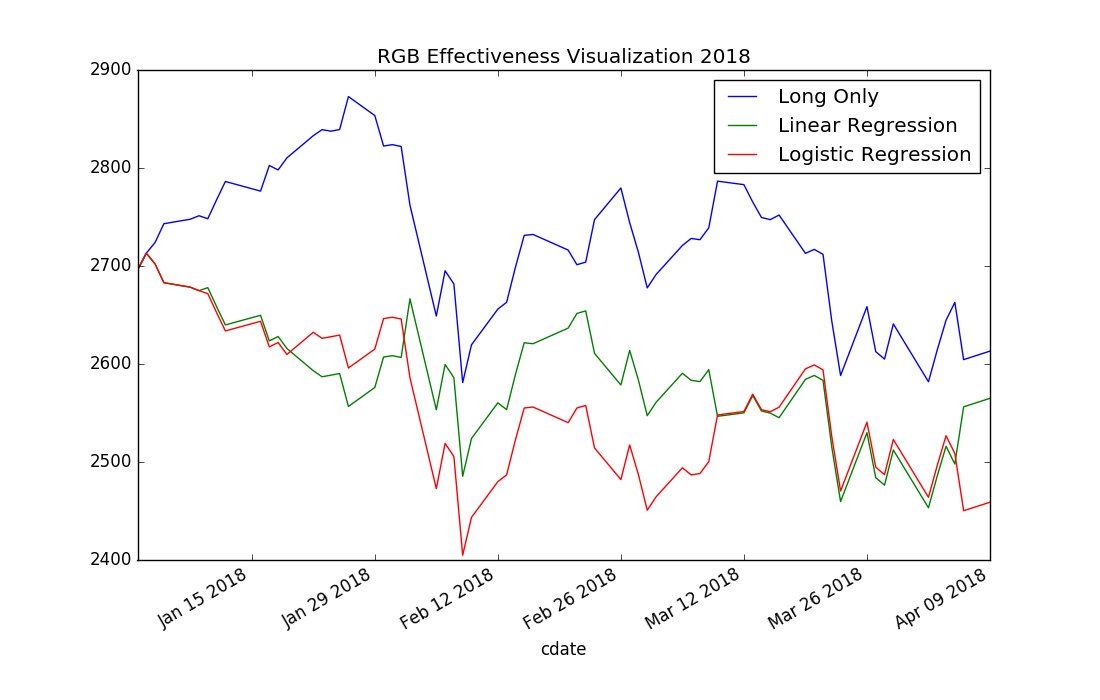 RGB Effectiveness Visualization 2018
2900
2800
2700
2600
2500
2400
Long Only
Linear Regression
Logistic Regression
Jan 15 2018
Jan 29 2018
Feb 12 2018
Feb 26 2018
Mar 12 2018
Mar 26 2018
Apr 09 2018
cdate